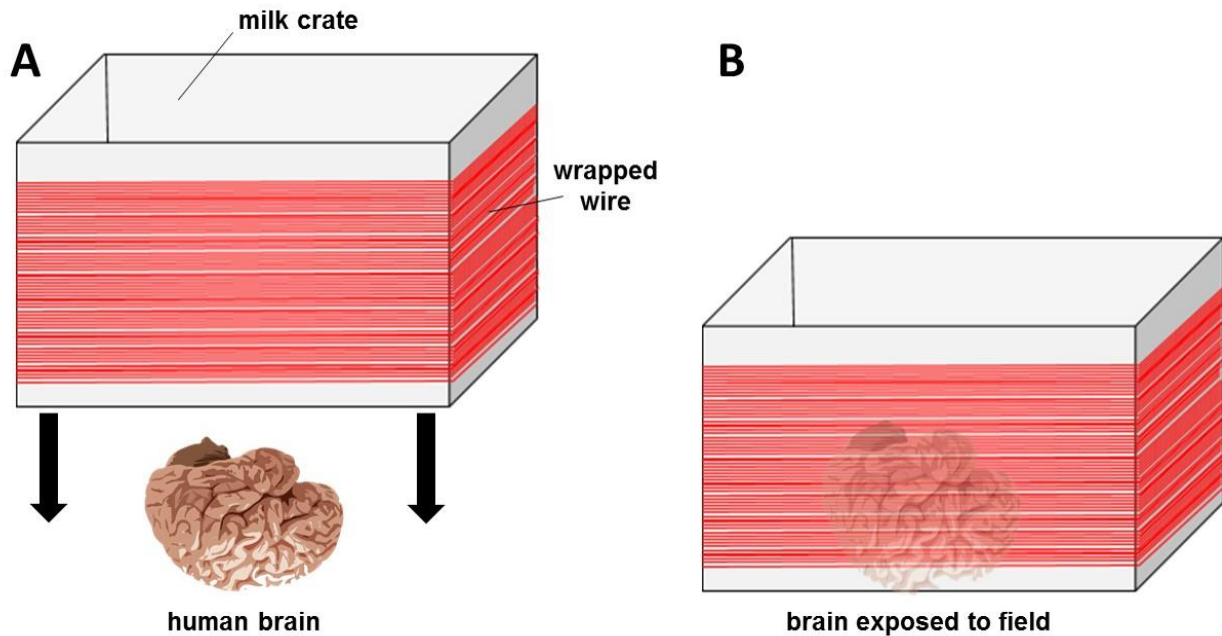 A
milk crate
wrapped
wire
human brain
B
brain exposed to field